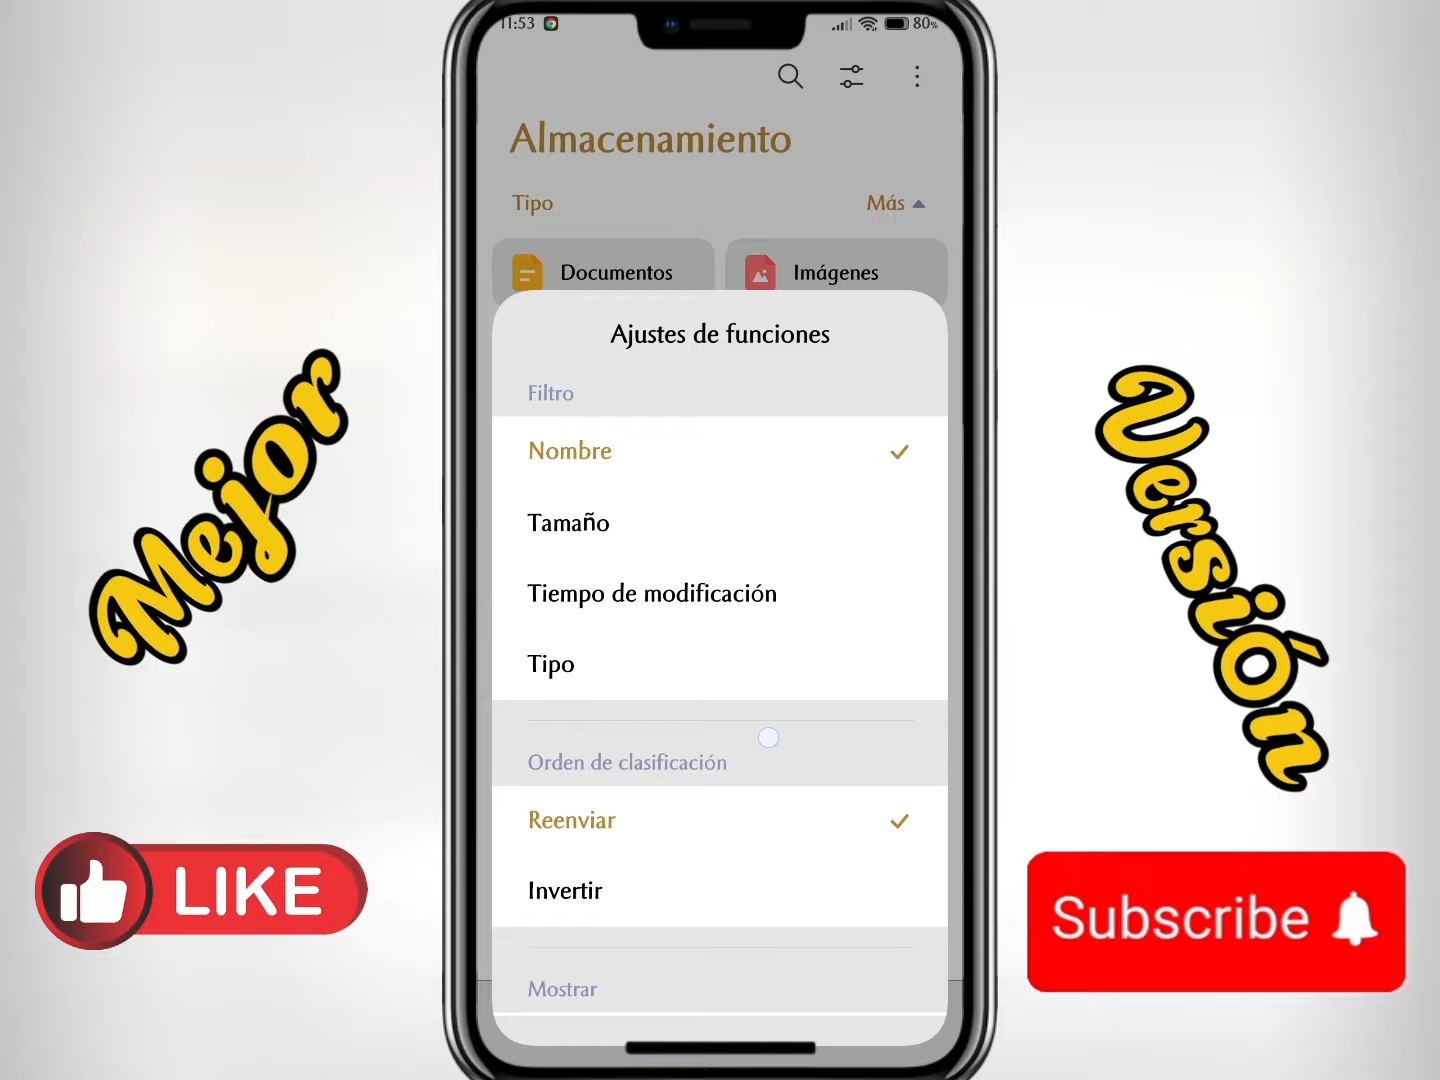 11:53
80%
Almacenamiento
Tipo
Más
Documentos
Imágenes
Ajustes de funciones
Filtro
Nombre
Tamaño
Tiempo de modificación
Tipo
Orden de clasificación
Reenviar
Invertir
Mostrar
Mejor
Versión
LIKE
Subscribe